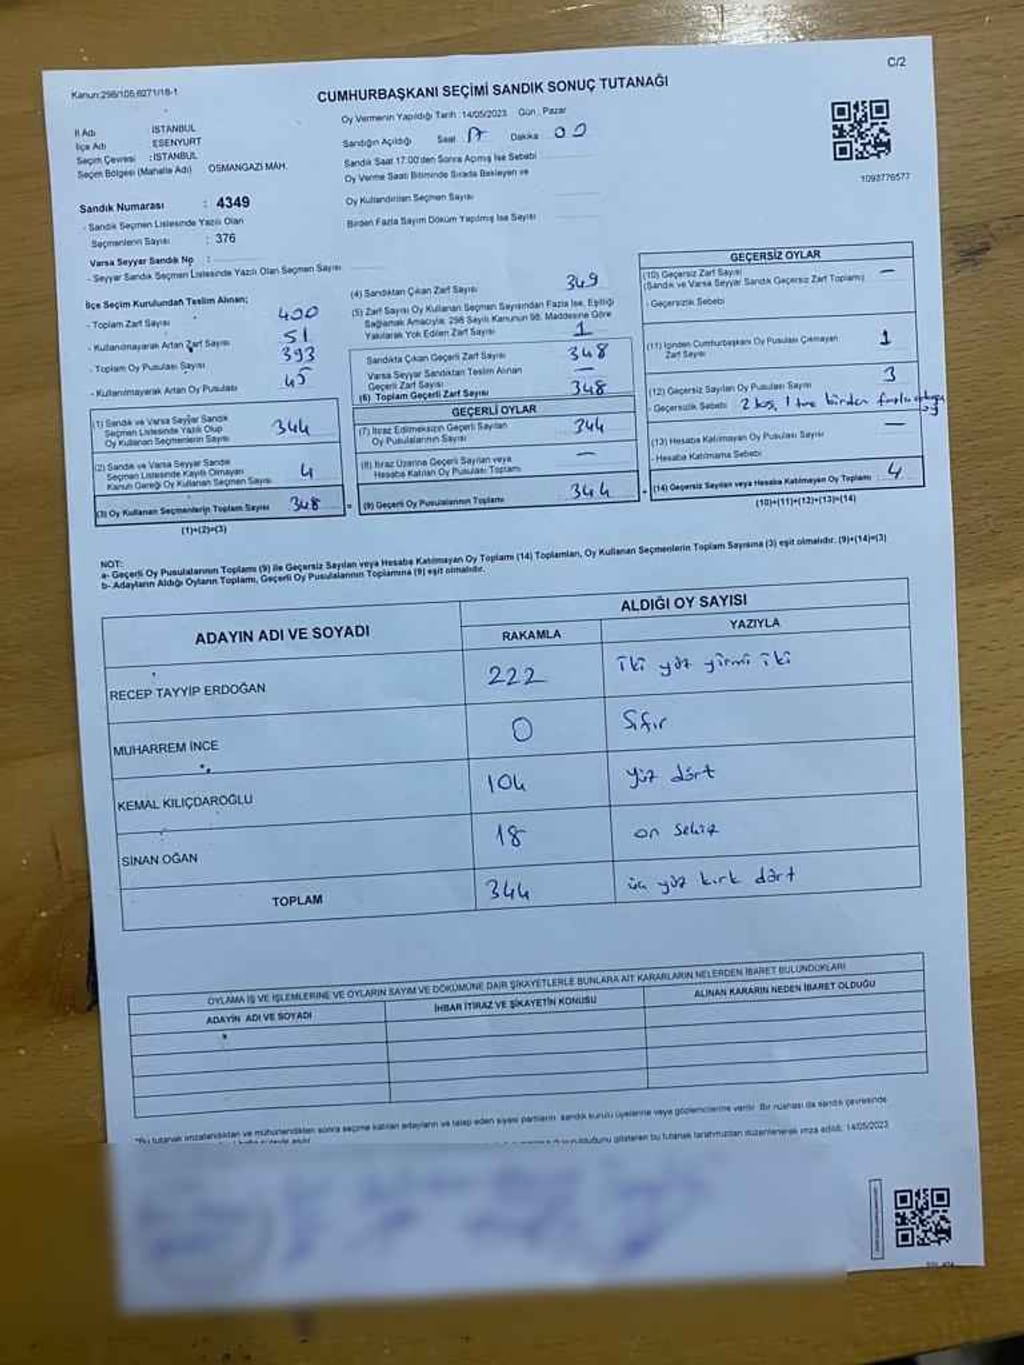 C/2
Kanun:298/105,6271/18-1
CUMHURBAŞKANI SEÇİMİ SANDIK SONUÇ TUTANAĞI
Oy Vermenin Yapıldığı Tarih :14/05/2023 Gün : Pazar
İl Adı İSTANBUL
İlçe Adı ESENYURT
Seçim Çevresi : İSTANBUL
Seçim Bölgesi (Mahalle Adı) OSMANGAZİ MAH.
Sandığın Açıldığı Saat 17 Dakika 00
Sandık Saat 17:00'den Sonra Açmış İse Sebebi
Oy Verme Saati Bitiminde Sırada Bekleyen ve
Oy Kullandırılan Seçmen Sayısı
Birden Fazla Sayım Döküm Yapılmış İse Sayısı
1093776577
Sandık Numarası : 4349
- Sandık Seçmen Listesinde Yazılı Olan
Seçmenlerin Sayısı : 376
Varsa Seyyar Sandık No :
- Seyyar Sandık Seçmen Listesinde Yazılı Olan Seçmen Sayısı
İlçe Seçim Kurulundan Teslim Alınan;
- Toplam Zarf Sayısı 400
- Kullanılmayarak Artan Zarf Sayısı 51
- Toplam Oy Pusulası Sayısı 393
- Kullanılmayarak Artan Oy Pusulası 45
(1) Sandık ve Varsa Seyyar Sandık
Seçmen Listesinde Yazılı Olup
Oy Kullanan Seçmenlerin Sayısı 344
(2) Sandık ve Varsa Seyyar Sandık
Seçmen Listesinde Kayıtlı Olmayan
Kanun Gereği Oy Kullanan Seçmen Sayısı 4
(3) Oy Kullanan Seçmenlerin Toplam Sayısı 348 =
(1)+(2)=(3)
(4) Sandıktan Çıkan Zarf Sayısı 349
(5) Zarf Sayısı Oy Kullanan Seçmen Sayısından Fazla İse, Eşitliği
Sağlamak Amacıyla; 298 Sayılı Kanunun 98. Maddesine Göre
Yakılarak Yok Edilen Zarf Sayısı 1
Sandıkta Çıkan Geçerli Zarf Sayısı 348
Varsa Seyyar Sandıktan Teslim Alınan
Geçerli Zarf Sayısı —
(6) Toplam Geçerli Zarf Sayısı 348
GEÇERLİ OYLAR
(7) İtiraz Edilmeksizin Geçerli Sayılan
Oy Pusulalarının Sayısı 344
(8) İtiraz Üzerine Geçerli Sayılan veya
Hesaba Katılan Oy Pusulası Toplamı —
(9) Geçerli Oy Pusulalarının Toplamı 344 +
GEÇERSİZ OYLAR
(10) Geçersiz Zarf Sayısı —
(Sandık ve Varsa Seyyar Sandık Geçersiz Zarf Toplamı)
- Geçersizlik Sebebi
(11) İçinden Cumhurbaşkanı Oy Pusulası Çıkmayan
Zarf Sayısı 1
(12) Geçersiz Sayılan Oy Pusulası Sayısı 3
- Geçersizlik Sebebi 2 boş, 1 tane birden fazla
(13) Hesaba Katılmayan Oy Pusulası Sayısı —
- Hesaba Katılmama Sebebi
(14) Geçersiz Sayılan veya Hesaba Katılmayan Oy Toplamı : 4
(10)+(11)+(12)+(13)=(14)
NOT:
a- Geçerli Oy Pusulalarının Toplamı (9) ile Geçersiz Sayılan veya Hesaba Katılmayan Oy Toplamı (14) Toplamları, Oy Kullanan Seçmenlerin Toplam Sayısına (3) eşit olmalıdır. (9)+(14)=(3)
b- Adayların Aldığı Oyların Toplamı, Geçerli Oy Pusulalarının Toplamına (9) eşit olmalıdır.
ADAYIN ADI VE SOYADI ALDIĞI OY SAYISI
RAKAMLA YAZIYLA
RECEP TAYYİP ERDOĞAN 222 iki yüz yirmi iki
MUHARREM İNCE 0 Sıfır
KEMAL KILIÇDAROĞLU 104 yüz dört
SİNAN OĞAN 18 on sekiz
TOPLAM 344 üç yüz kırk dört
OYLAMA İŞ VE İŞLEMLERİNE VE OYLARIN SAYIM VE DÖKÜMÜNE DAİR ŞİKAYETLERLE BUNLARA AİT KARARLARIN NELERDEN İBARET BULUNDUKLARI
ADAYIN ADI VE SOYADI İHBAR İTİRAZ VE ŞİKAYETİN KONUSU ALINAN KARARIN NEDEN İBARET OLDUĞU
*Bu tutanak imzalandıktan ve mühürlendikten sonra seçime katılan adayların ve talep eden siyasi partilerin, sandık kurulu üyelerine veya gözlemcilerine verilir. Bir nüshası da sandık çevresinde
olduğunu gösteren bu tutanak tarafımızdan düzenlenerek imza edildi. 14/05/2023